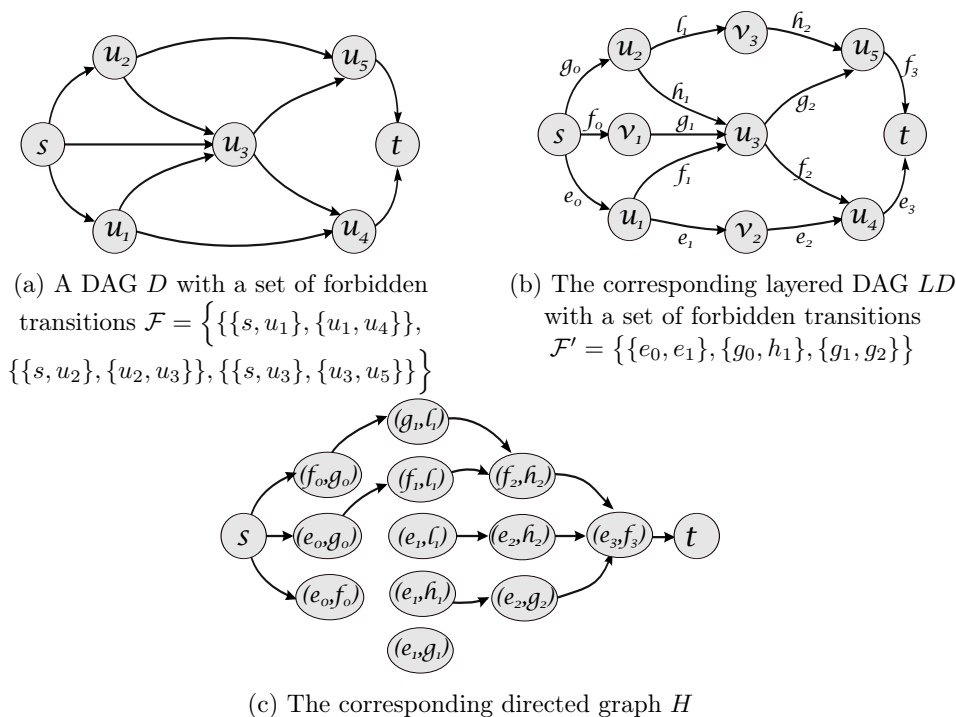 u₂
u₅
s
u₃
t
u₁
u₄
(a) A DAG D with a set of forbidden
transitions ℱ = {{{s, u₁}, {u₁, u₄}},
{{s, u₂}, {u₂, u₃}}, {{s, u₃}, {u₃, u₅}}}
l₁
ν₃
h₂
u₂
u₅
g₀
f₃
h₁
g₂
s
f₀
ν₁
g₁
u₃
t
e₀
f₁
f₂
u₁
e₁
ν₂
e₂
u₄
e₃
(b) The corresponding layered DAG LD
with a set of forbidden transitions
ℱ′ = {{e₀, e₁}, {g₀, h₁}, {g₁, g₂}}
(g₁,l₁)
(f₀,g₀)
(f₁,l₁)
(f₂,h₂)
s
(e₀,g₀)
(e₁,l₁)
(e₂,h₂)
(e₃,f₃)
t
(e₀,f₀)
(e₁,h₁)
(e₂,g₂)
(e₁,g₁)
(c) The corresponding directed graph H